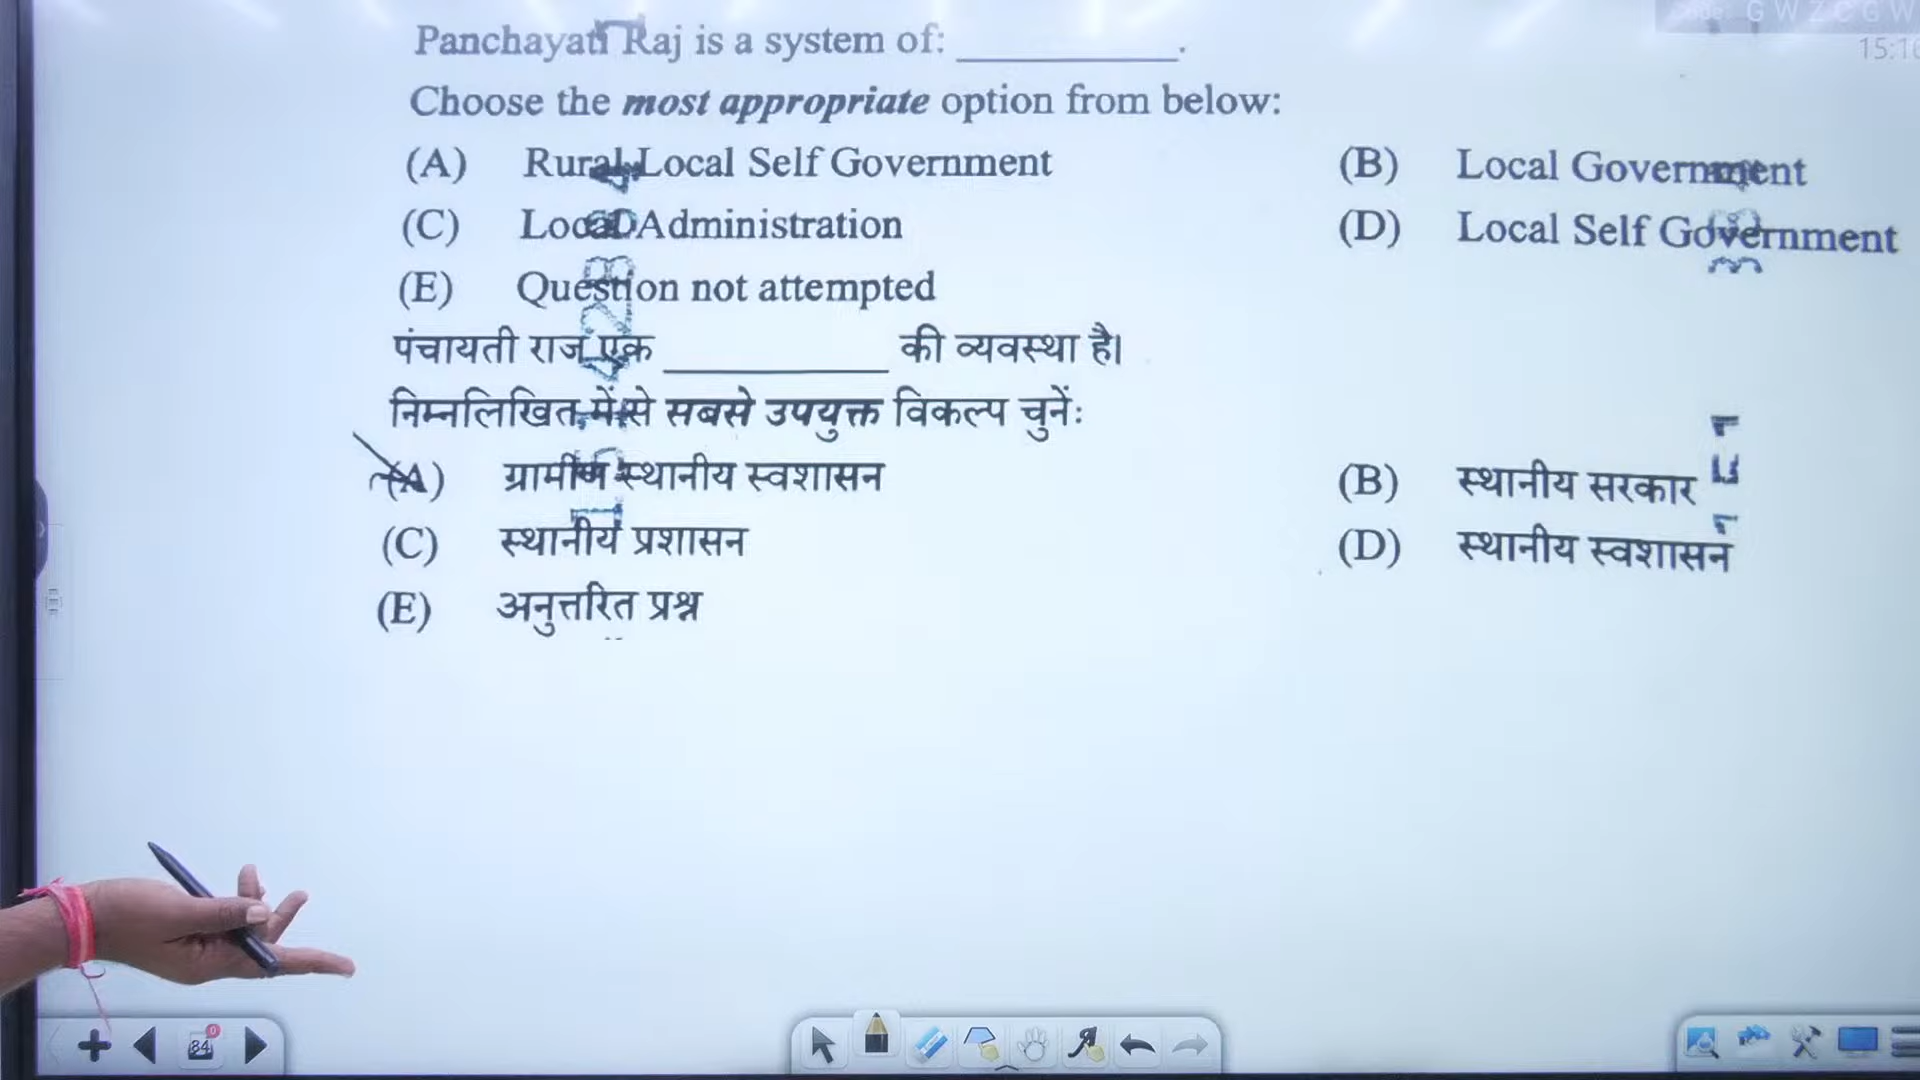 Panchayati Raj is a system of: ___________.
Choose the most appropriate option from below:
(A) Rural Local Self Government (B) Local Government
(C) Local Administration (D) Local Self Government
(E) Question not attempted
पंचायती राज एक ___________ की व्यवस्था है।
निम्नलिखित में से सबसे उपयुक्त विकल्प चुनें:
(A) ग्रामीण स्थानीय स्वशासन (B) स्थानीय सरकार
(C) स्थानीय प्रशासन (D) स्थानीय स्वशासन
(E) अनुत्तरित प्रश्न
84